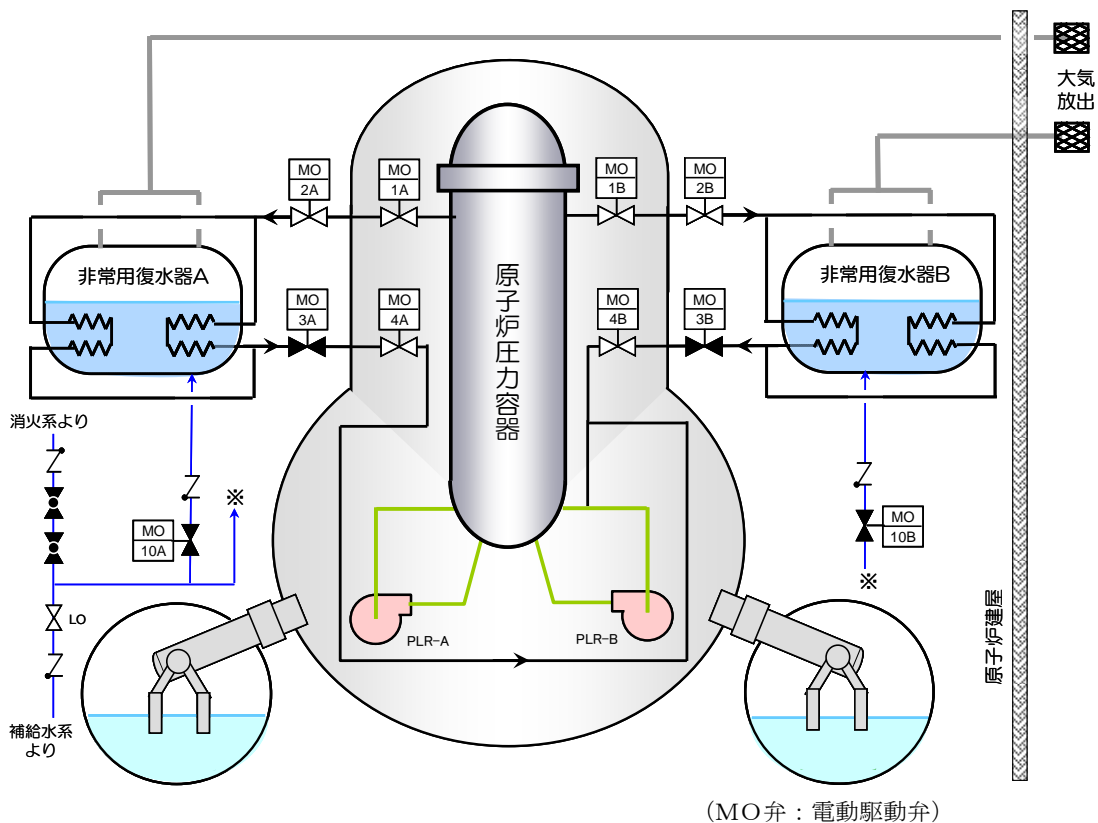 大気
放出
MO
2A
MO
1A
MO
1B
MO
2B
非常用復水器A
原子炉圧力容器
非常用復水器B
MO
3A
MO
4A
MO
4B
MO
3B
消火系より
※
MO
10A
MO
10B
※
LO
PLR-A
PLR-B
原子炉建屋
補給水系
より
(MO弁：電動駆動弁)